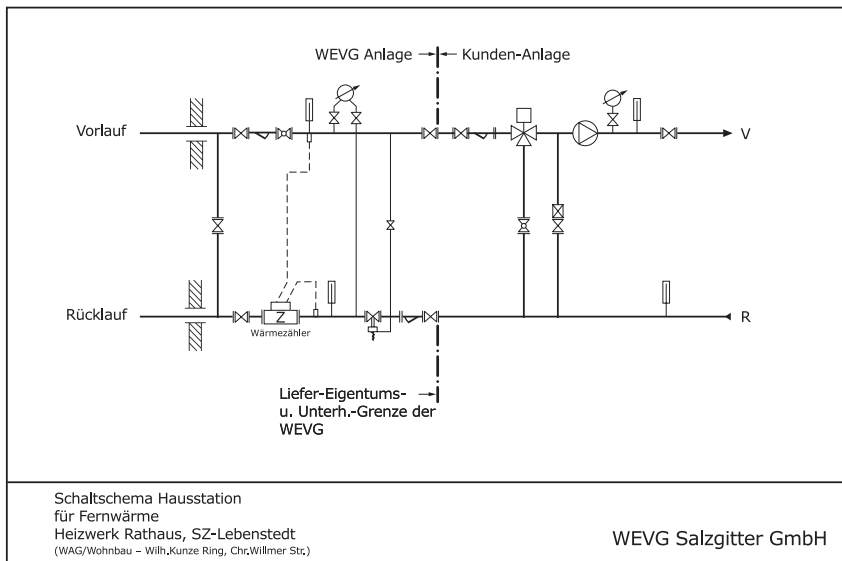 WEVG Anlage
Kunden-Anlage
Vorlauf
V
Rücklauf
Z
Wärmezähler
R
Liefer-Eigentums-
u. Unterh.-Grenze der
WEVG
Schaltschema Hausstation
für Fernwärme
Heizwerk Rathaus, SZ-Lebenstedt
(WAG/Wohnbau – Wilh.Kunze Ring, Chr.Willmer Str.)
WEVG Salzgitter GmbH